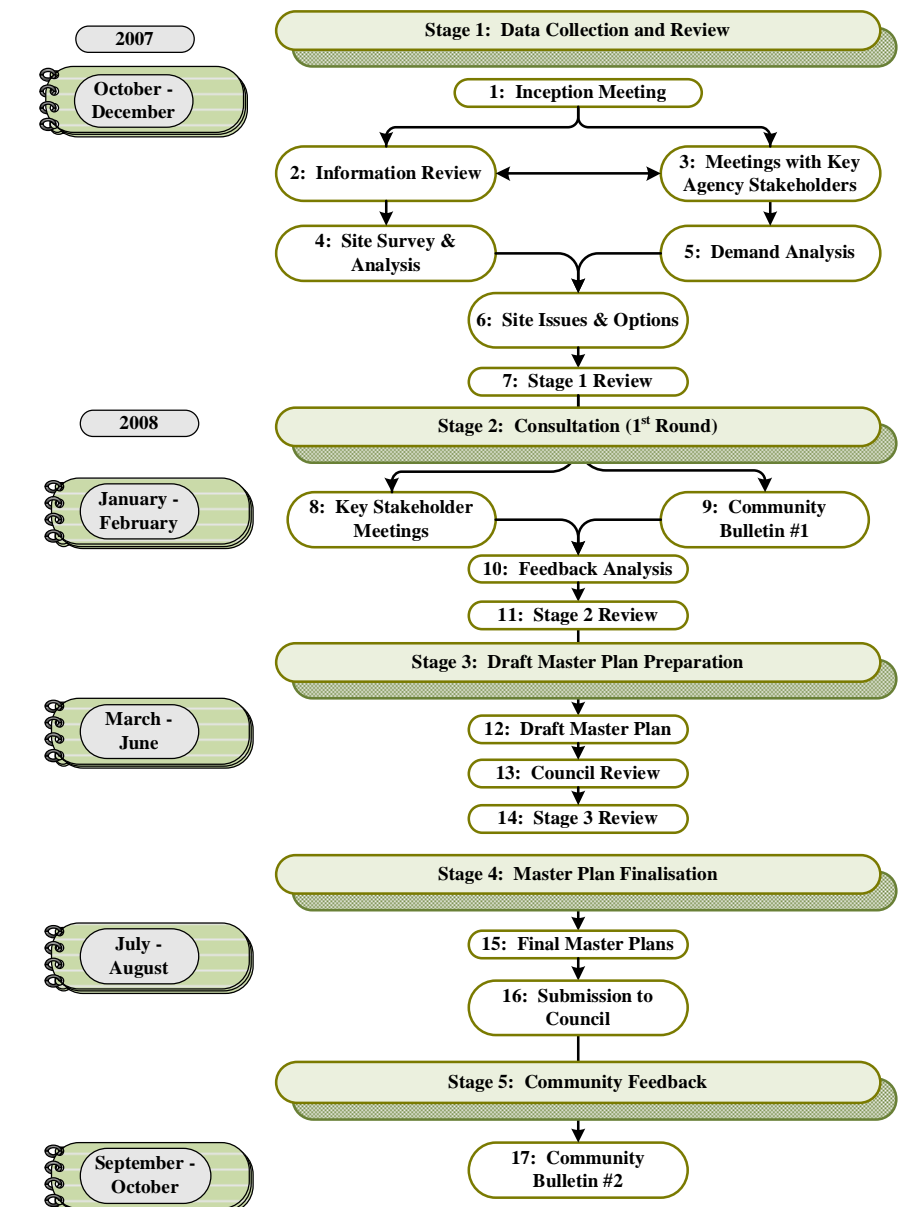 2007
Stage 1: Data Collection and Review
October -
December
1: Inception Meeting
2: Information Review
3: Meetings with Key
Agency Stakeholders
4: Site Survey &
Analysis
5: Demand Analysis
6: Site Issues & Options
7: Stage 1 Review
2008
Stage 2: Consultation (1st Round)
January -
February
8: Key Stakeholder
Meetings
9: Community
Bulletin #1
10: Feedback Analysis
11: Stage 2 Review
Stage 3: Draft Master Plan Preparation
March -
June
12: Draft Master Plan
13: Council Review
14: Stage 3 Review
Stage 4: Master Plan Finalisation
July -
August
15: Final Master Plans
16: Submission to
Council
Stage 5: Community Feedback
September -
October
17: Community
Bulletin #2